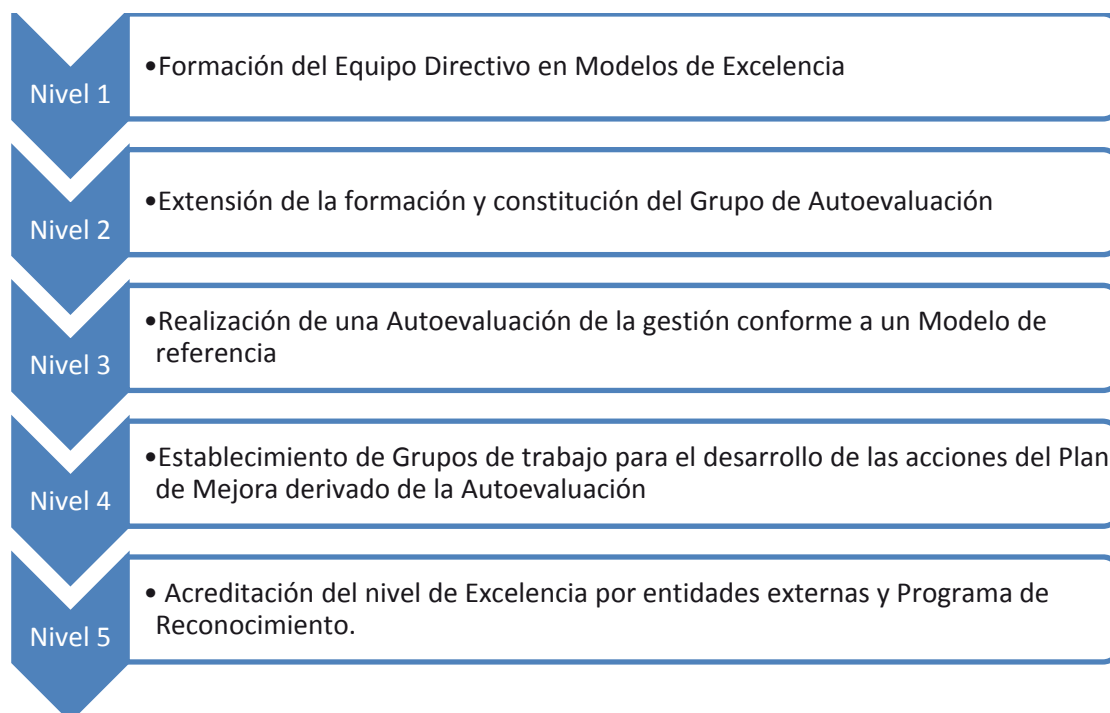 Nivel 1
•Formación del Equipo Directivo en Modelos de Excelencia
Nivel 2
•Extensión de la formación y constitución del Grupo de Autoevaluación
Nivel 3
•Realización de una Autoevaluación de la gestión conforme a un Modelo de
referencia
Nivel 4
•Establecimiento de Grupos de trabajo para el desarrollo de las acciones del Plan
de Mejora derivado de la Autoevaluación
Nivel 5
• Acreditación del nivel de Excelencia por entidades externas y Programa de
Reconocimiento.